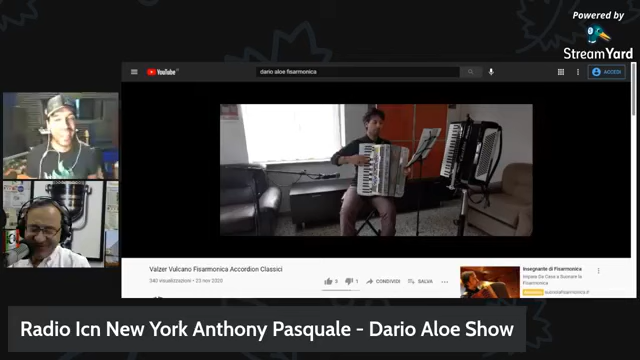 Powered by
StreamYard
YouTube
dario aloe fisarmonica
ACCEDI
Valzer Vulcano Fisarmonica Accordion Classici
340 visualizzazioni • 23 nov 2020
3
1
CONDIVIDI
SALVA
Insegnante di Fisarmonica
Impara Da Casa a Suonare la
Fisarmonica
Radio Icn New York Anthony Pasquale - Dario Aloe Show